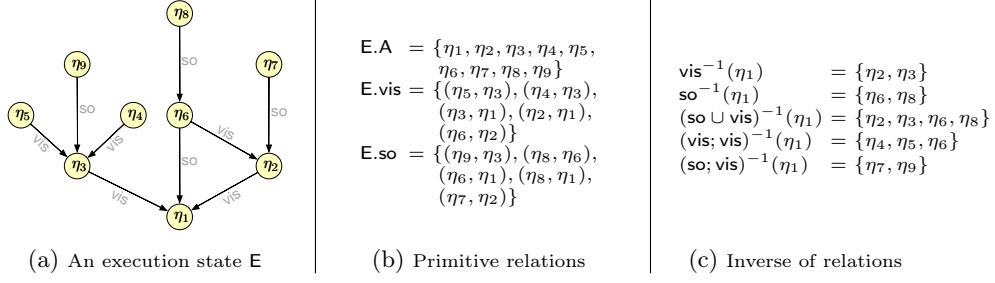 η8
so
η9
η7
so
so
η5
η4
η6
vis
vis
vis
so
η3
η2
vis
vis
η1
(a) An execution state E
E.A = {η1, η2, η3, η4, η5,
η6, η7, η8, η9}
E.vis = {(η5, η3), (η4, η3),
(η3, η1), (η2, η1),
(η6, η2)}
E.so = {(η9, η3), (η8, η6),
(η6, η1), (η8, η1),
(η7, η2)}
(b) Primitive relations
vis⁻¹(η1) = {η2, η3}
so⁻¹(η1) = {η6, η8}
(so ∪ vis)⁻¹(η1) = {η2, η3, η6, η8}
(vis; vis)⁻¹(η1) = {η4, η5, η6}
(so; vis)⁻¹(η1) = {η7, η9}
(c) Inverse of relations